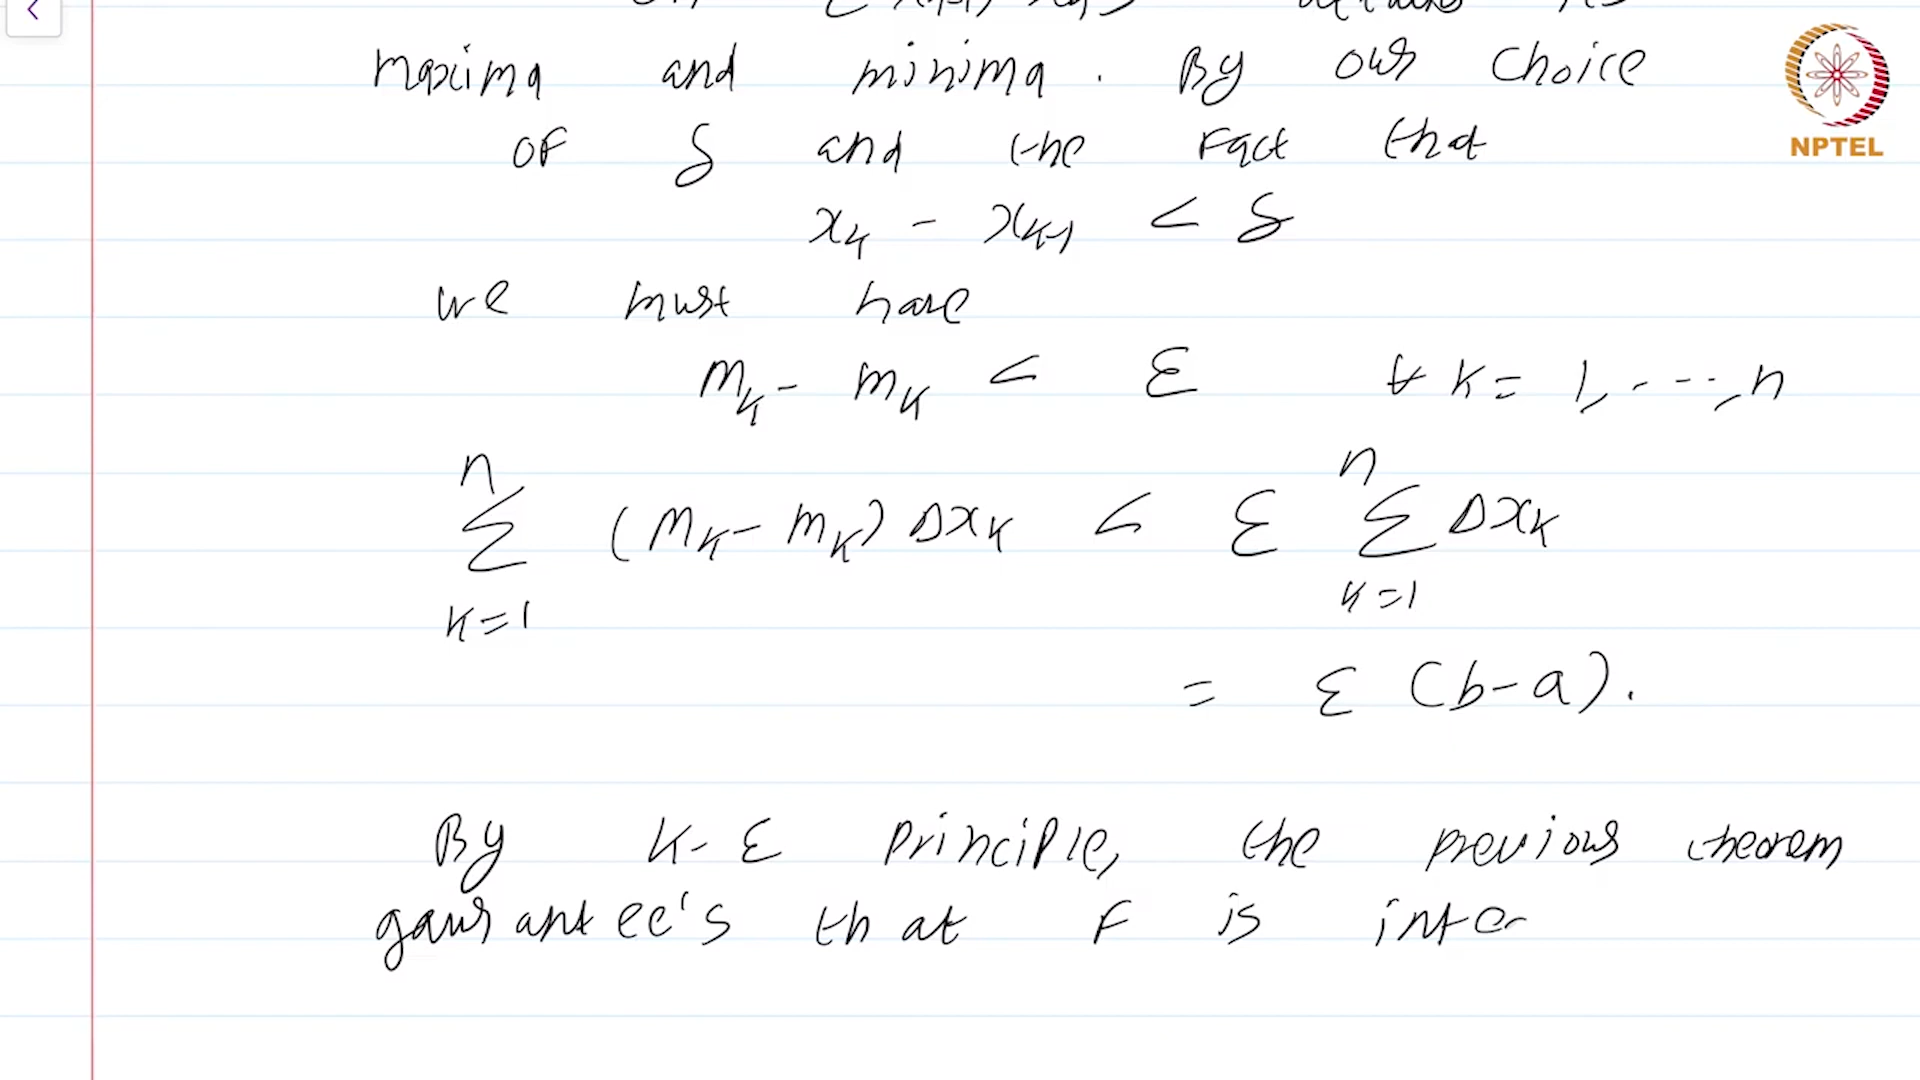 maxima and minima. By our choice
OF δ and the Fact that
x_k - x_{k-1} < δ
we must have
M_k - m_k < ε ∀ k = 1, ..., n
n n
∑ (M_k - m_k) Δx_k < ε ∑ Δx_k
k=1 k=1
= ε (b-a).
By K-ε Principle, the previous theorem
gaurantee's that F is inte
NPTEL